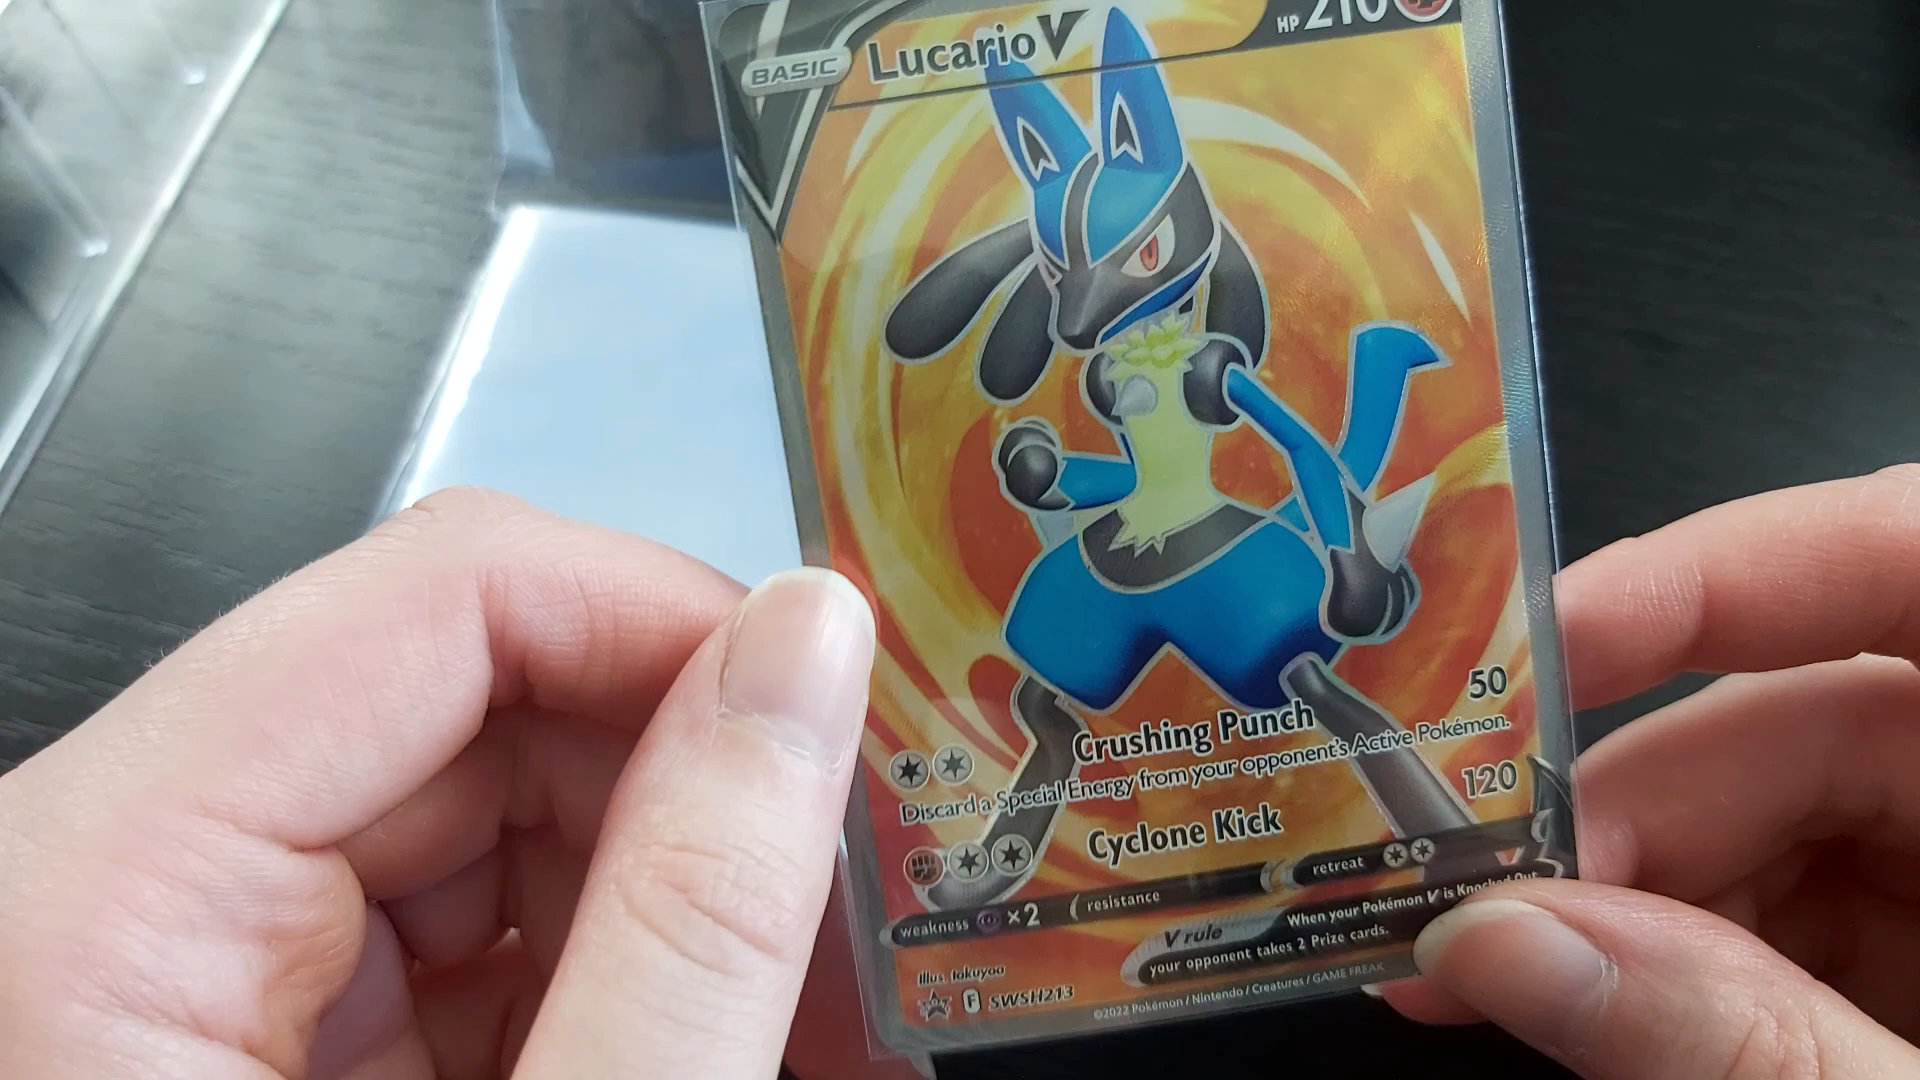 BASIC Lucario V HP 210
Crushing Punch 50
Discard a Special Energy from your opponent's Active Pokémon.
Cyclone Kick 120
weakness ×2 resistance retreat
V rule When your Pokémon V is Knocked Out,
your opponent takes 2 Prize cards.
Illus. takuyoa
F SWSH213
©2022 Pokémon / Nintendo / Creatures / GAME FREAK